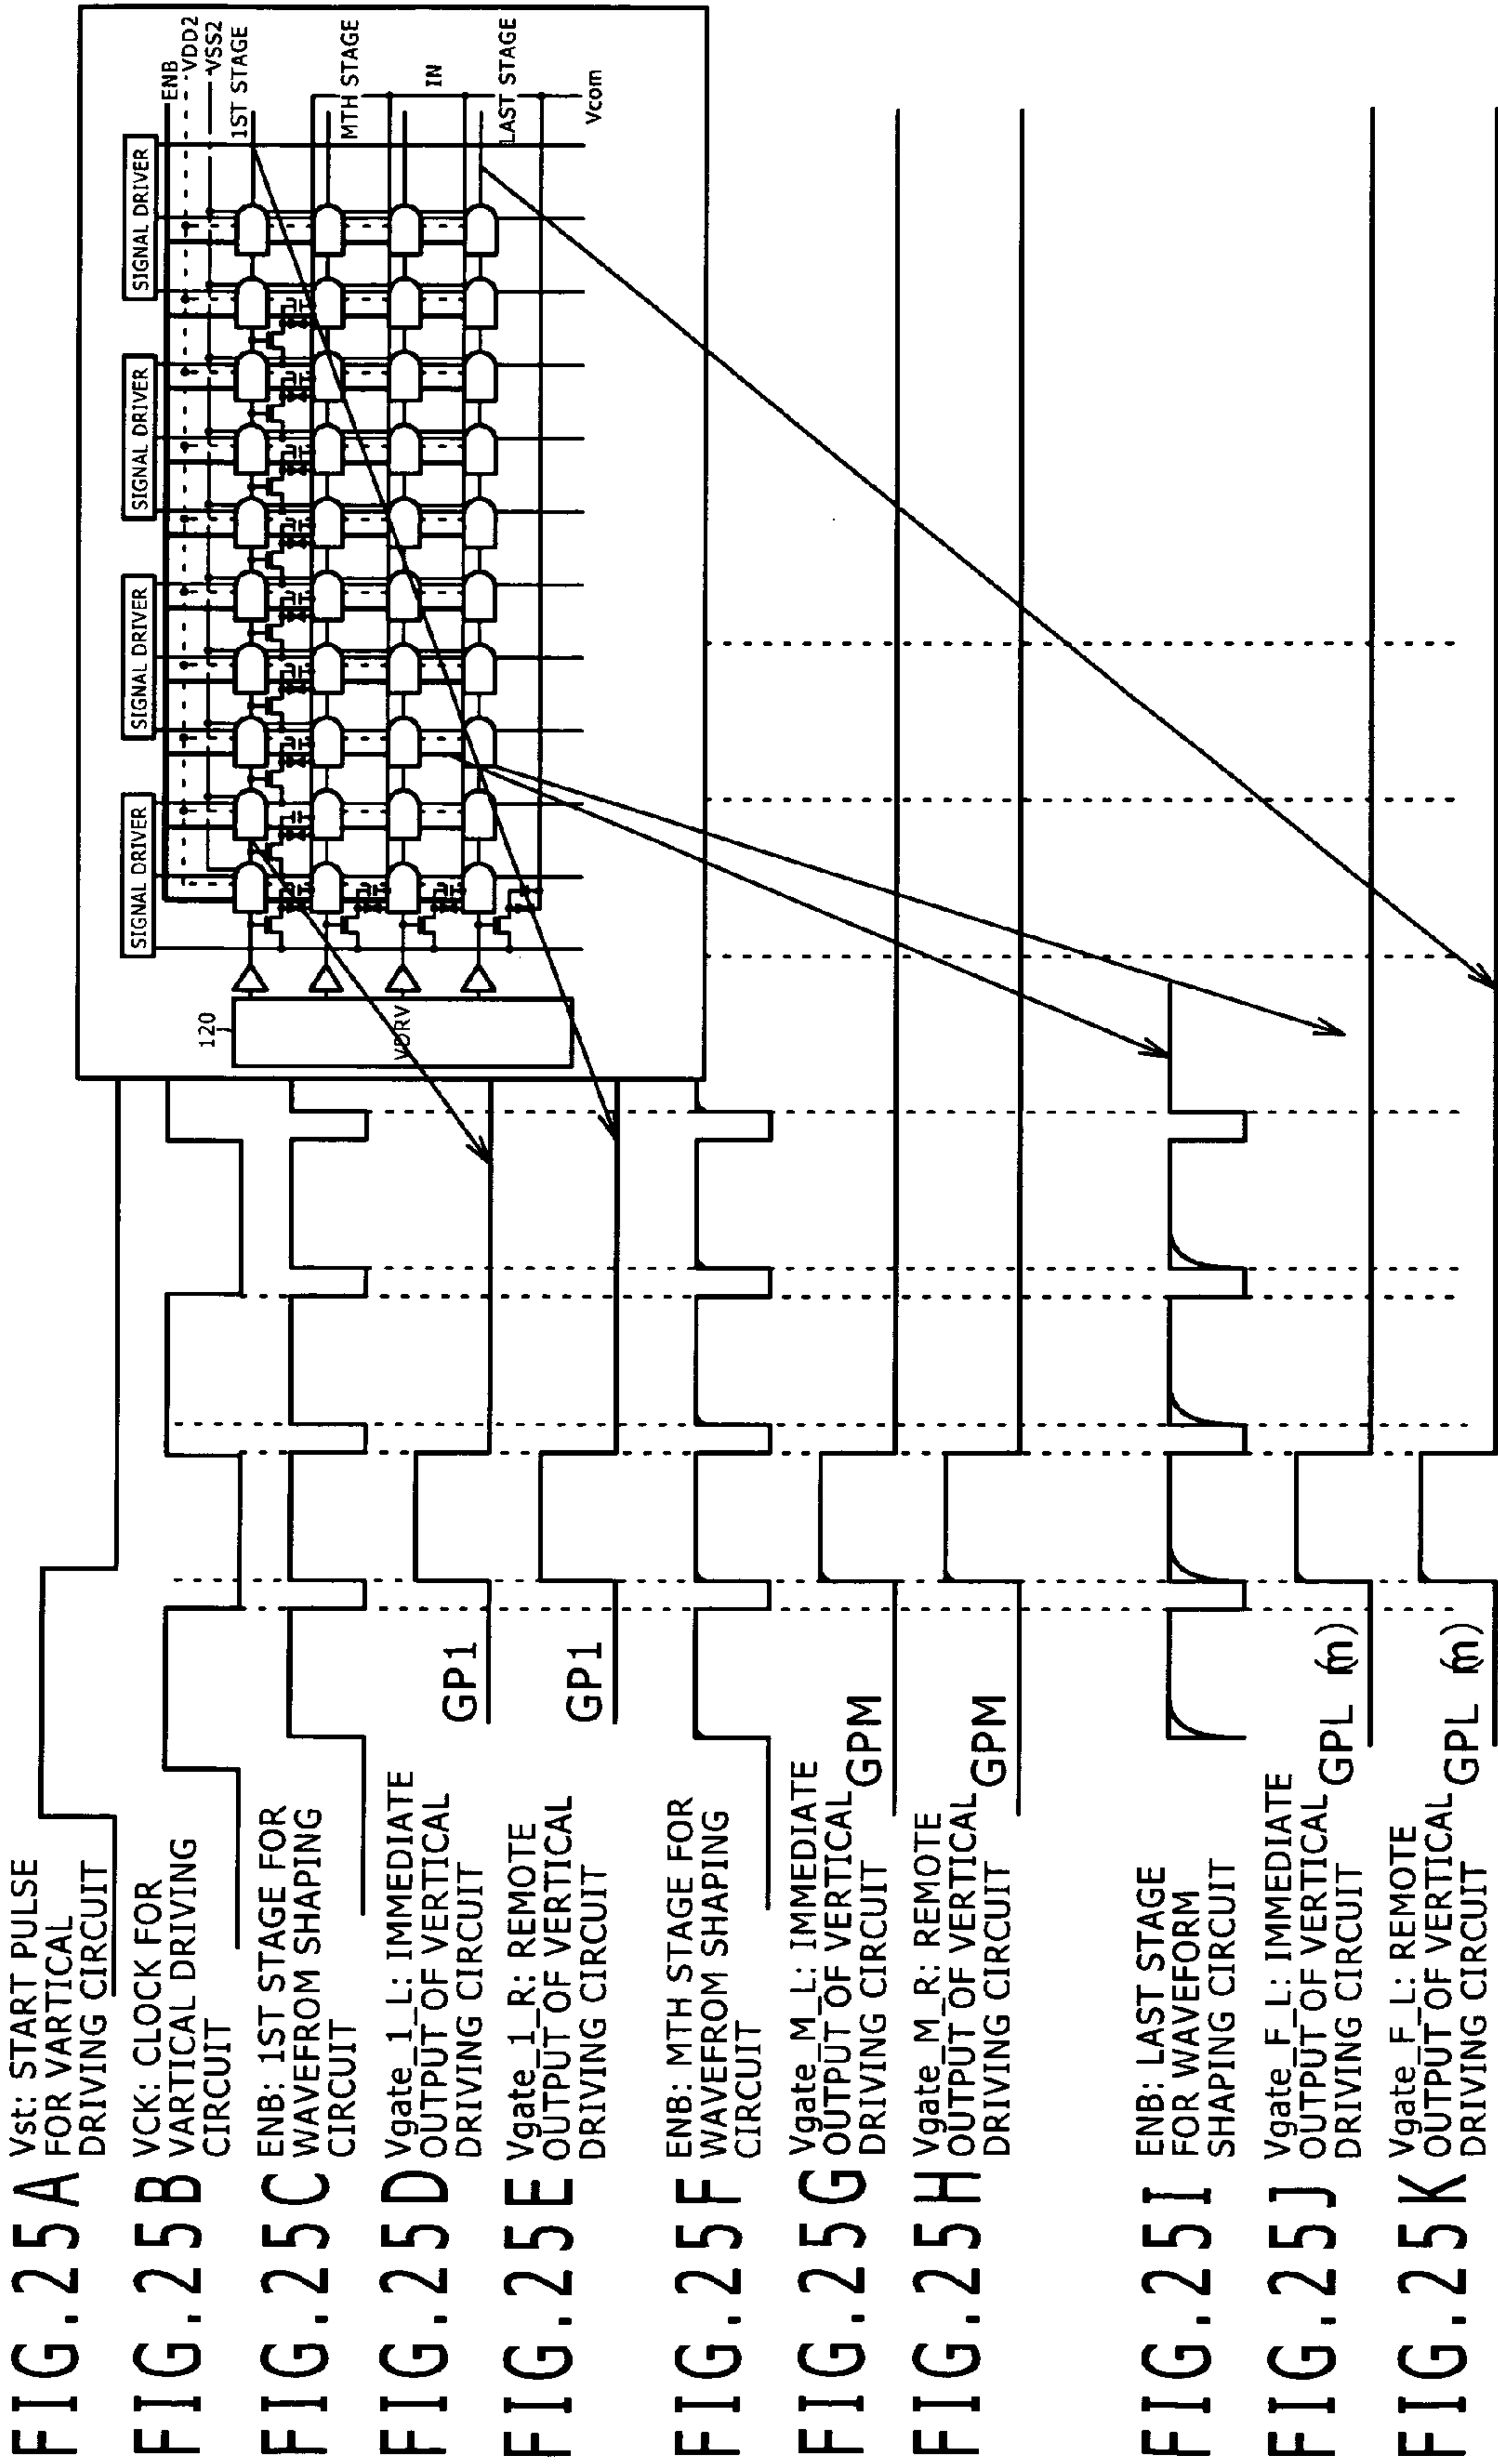 FIG.25A
Vst: START PULSE
FOR VARTICAL
DRIVING CIRCUIT
FIG.25B
VCK: CLOCK FOR
VARTICAL DRIVING
CIRCUIT
FIG.25C
ENB: 1ST STAGE FOR
WAVEFROM SHAPING
CIRCUIT
FIG.25D
Vgate_1_L: IMMEDIATE
OUTPUT OF VERTICAL
DRIVING CIRCUIT
GP1
FIG.25E
Vgate_1_R: REMOTE
OUTPUT OF VERTICAL
DRIVING CIRCUIT
GP1
FIG.25F
ENB: MTH STAGE FOR
WAVEFROM SHAPING
CIRCUIT
FIG.25G
Vgate_M_L: IMMEDIATE
OUTPUT OF VERTICAL
DRIVING CIRCUIT
GPM
FIG.25H
Vgate_M_R: REMOTE
OUTPUT OF VERTICAL
DRIVING CIRCUIT
GPM
FIG.25I
ENB: LAST STAGE
FOR WAVEFORM
SHAPING CIRCUIT
FIG.25J
Vgate_F_L: IMMEDIATE
OUTPUT OF VERTICAL
DRIVING CIRCUIT
GPL (m)
FIG.25K
Vgate_F_L: REMOTE
OUTPUT OF VERTICAL
DRIVING CIRCUIT
GPL (m)
SIGNAL DRIVER
SIGNAL DRIVER
SIGNAL DRIVER
SIGNAL DRIVER
120
VDRV
ENB
VDD2
VSS2
1ST STAGE
MTH STAGE
IN
LAST STAGE
Vcom